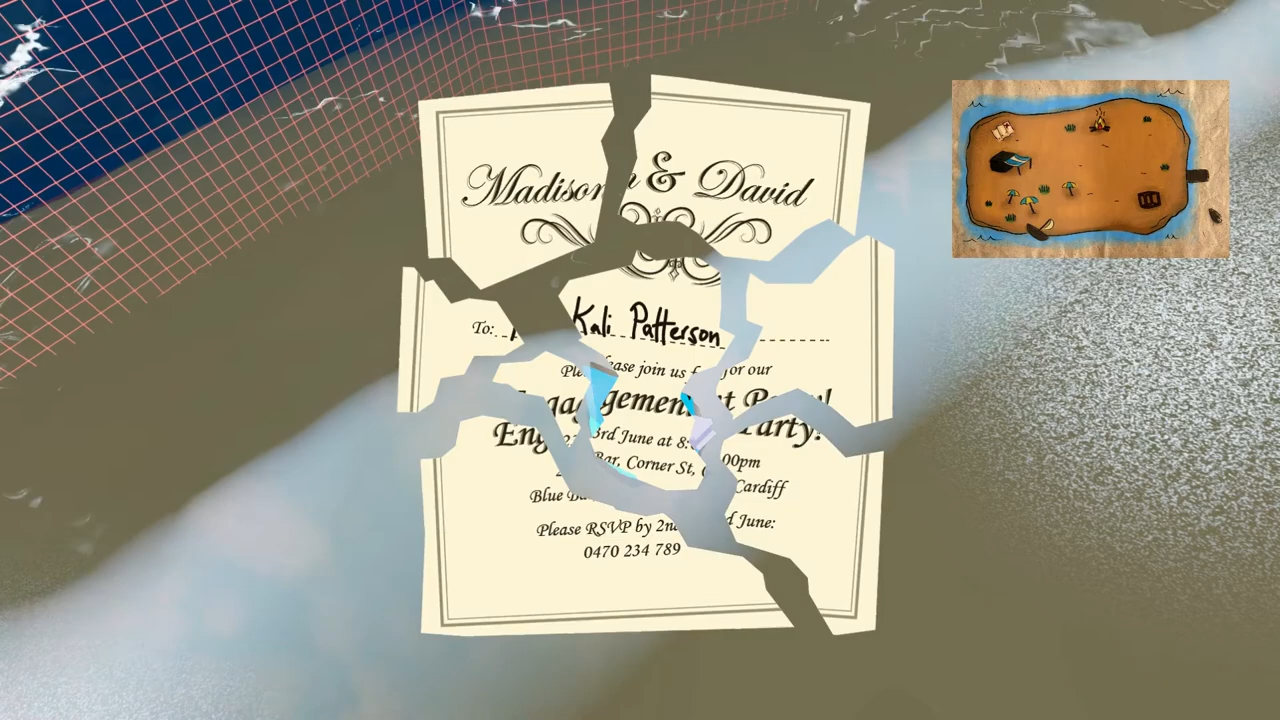 Madison & David
To: Kali Patterson
Please join us for our
Engagement Party!
3rd June at 8:00pm
Blue Bar, Corner St, Cardiff
Please RSVP by 2nd June:
0470 234 789